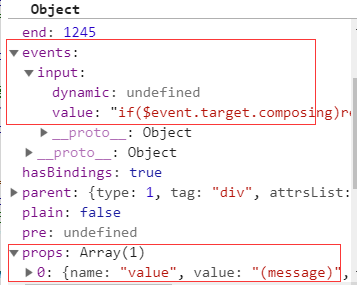 Object
end: 1245
▼events:
▼input:
dynamic: undefined
value: "if($event.target.composing)re
▶__proto__: Object
▶__proto__: Object
hasBindings: true
▶parent: {type: 1, tag: "div", attrsList:
plain: false
pre: undefined
▼props: Array(1)
▶0: {name: "value", value: "(message)",